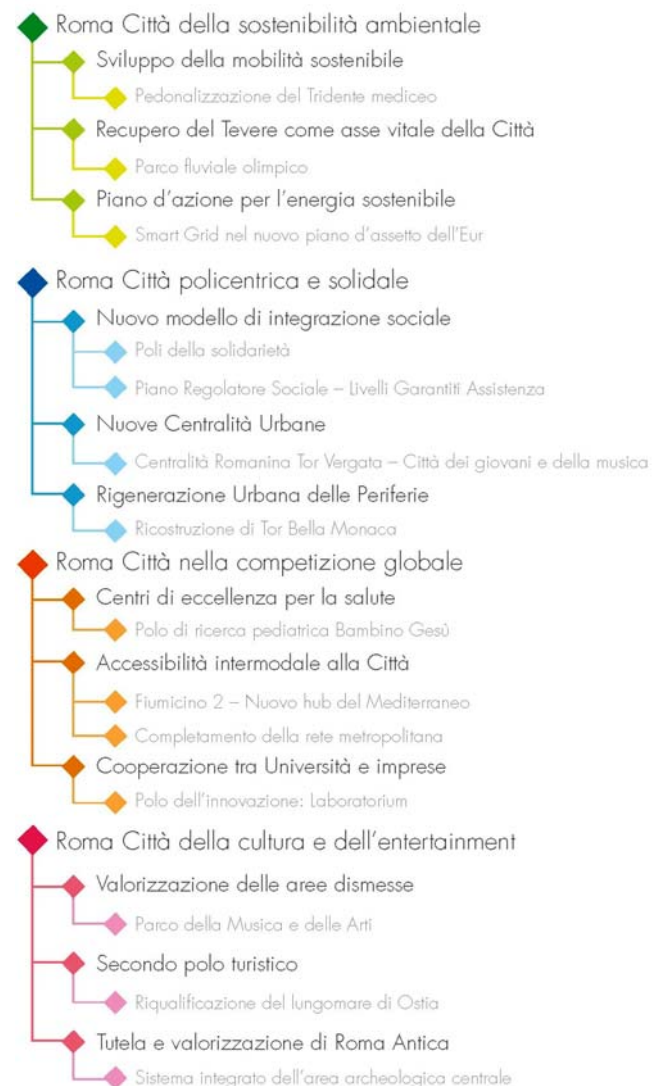 Roma Città della sostenibilità ambientale
Sviluppo della mobilità sostenibile
Pedonalizzazione del Tridente mediceo
Recupero del Tevere come asse vitale della Città
Parco fluviale olimpico
Piano d'azione per l'energia sostenibile
Smart Grid nel nuovo piano d'assetto dell'Eur
Roma Città policentrica e solidale
Nuovo modello di integrazione sociale
Poli della solidarietà
Piano Regolatore Sociale – Livelli Garantiti Assistenza
Nuove Centralità Urbane
Centralità Romanina Tor Vergata – Città dei giovani e della musica
Rigenerazione Urbana delle Periferie
Ricostruzione di Tor Bella Monaca
Roma Città nella competizione globale
Centri di eccellenza per la salute
Polo di ricerca pediatrica Bambino Gesù
Accessibilità intermodale alla Città
Fiumicino 2 – Nuovo hub del Mediterraneo
Completamento della rete metropolitana
Cooperazione tra Università e imprese
Polo dell'innovazione: Laboratorium
Roma Città della cultura e dell'entertainment
Valorizzazione delle aree dismesse
Parco della Musica e delle Arti
Secondo polo turistico
Riqualificazione del lungomare di Ostia
Tutela e valorizzazione di Roma Antica
Sistema integrato dell'area archeologica centrale